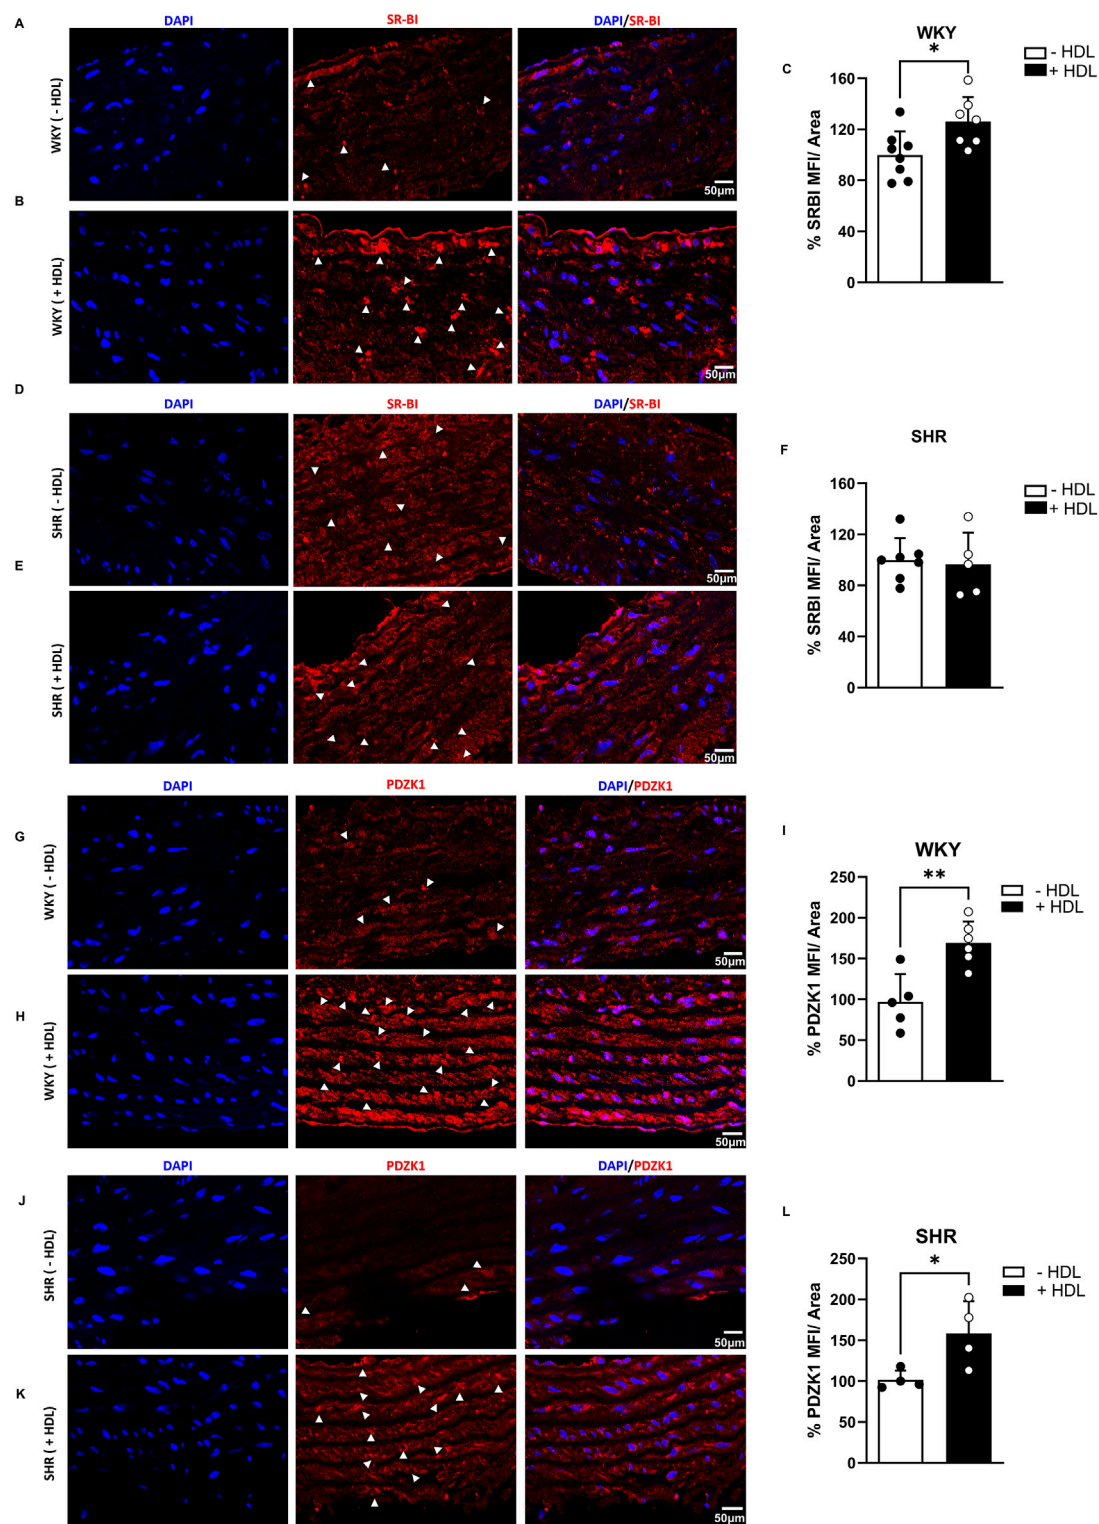 A
DAPI
SR-BI
DAPI/SR-BI
WKY (- HDL)
50µm
B
WKY ( + HDL)
50µm
C
WKY
*
- HDL
+ HDL
% SRBI MFI/ Area
160
120
80
40
0
D
DAPI
SR-BI
DAPI/SR-BI
SHR (- HDL)
50µm
E
SHR ( + HDL)
50µm
F
SHR
- HDL
+ HDL
% SRBI MFI/ Area
160
120
80
40
0
DAPI
PDZK1
DAPI/PDZK1
G
WKY (- HDL)
50µm
H
WKY ( + HDL)
50µm
I
WKY
**
- HDL
+ HDL
% PDZK1 MFI/ Area
250
200
150
100
50
0
DAPI
PDZK1
DAPI/PDZK1
J
SHR ( - HDL)
50µm
K
SHR ( + HDL)
50µm
L
SHR
*
- HDL
+ HDL
% PDZK1 MFI/ Area
250
200
150
100
50
0